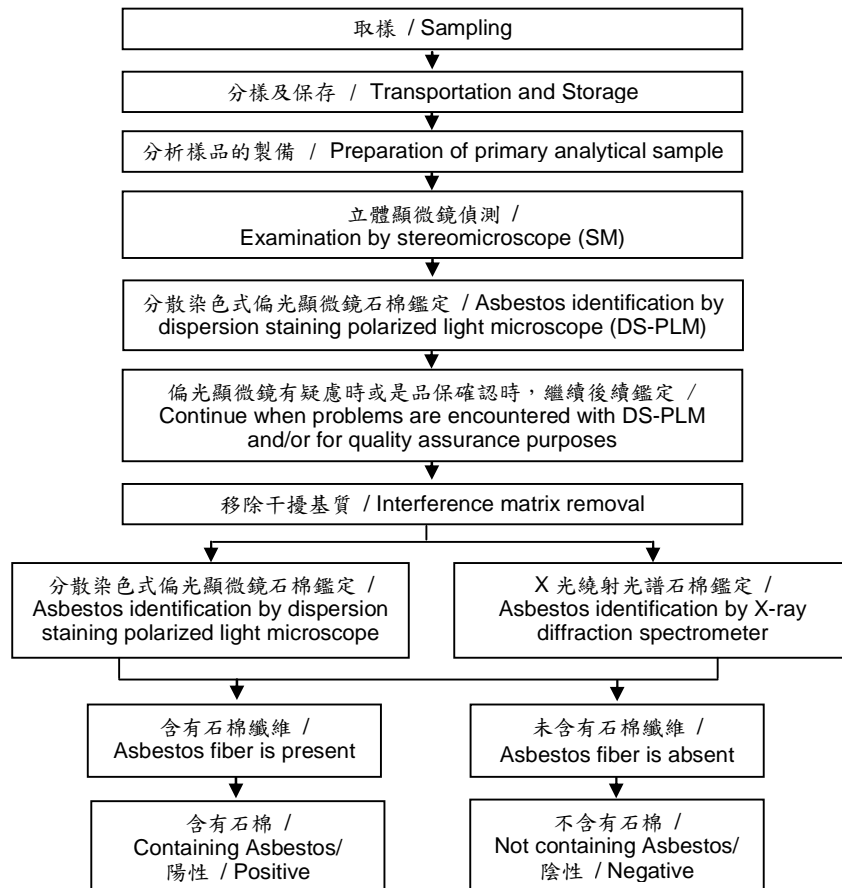 取樣 / Sampling
分樣及保存 / Transportation and Storage
分析樣品的製備 / Preparation of primary analytical sample
立體顯微鏡偵測 /
Examination by stereomicroscope (SM)
分散染色式偏光顯微鏡石棉鑑定 / Asbestos identification by
dispersion staining polarized light microscope (DS-PLM)
偏光顯微鏡有疑慮時或是品保確認時，繼續後續鑑定 /
Continue when problems are encountered with DS-PLM
and/or for quality assurance purposes
移除干擾基質 / Interference matrix removal
分散染色式偏光顯微鏡石棉鑑定 /
Asbestos identification by dispersion
staining polarized light microscope
X 光繞射光譜石棉鑑定 /
Asbestos identification by X-ray
diffraction spectrometer
含有石棉纖維 /
Asbestos fiber is present
未含有石棉纖維 /
Asbestos fiber is absent
含有石棉 /
Containing Asbestos/
陽性 / Positive
不含有石棉 /
Not containing Asbestos/
陰性 / Negative